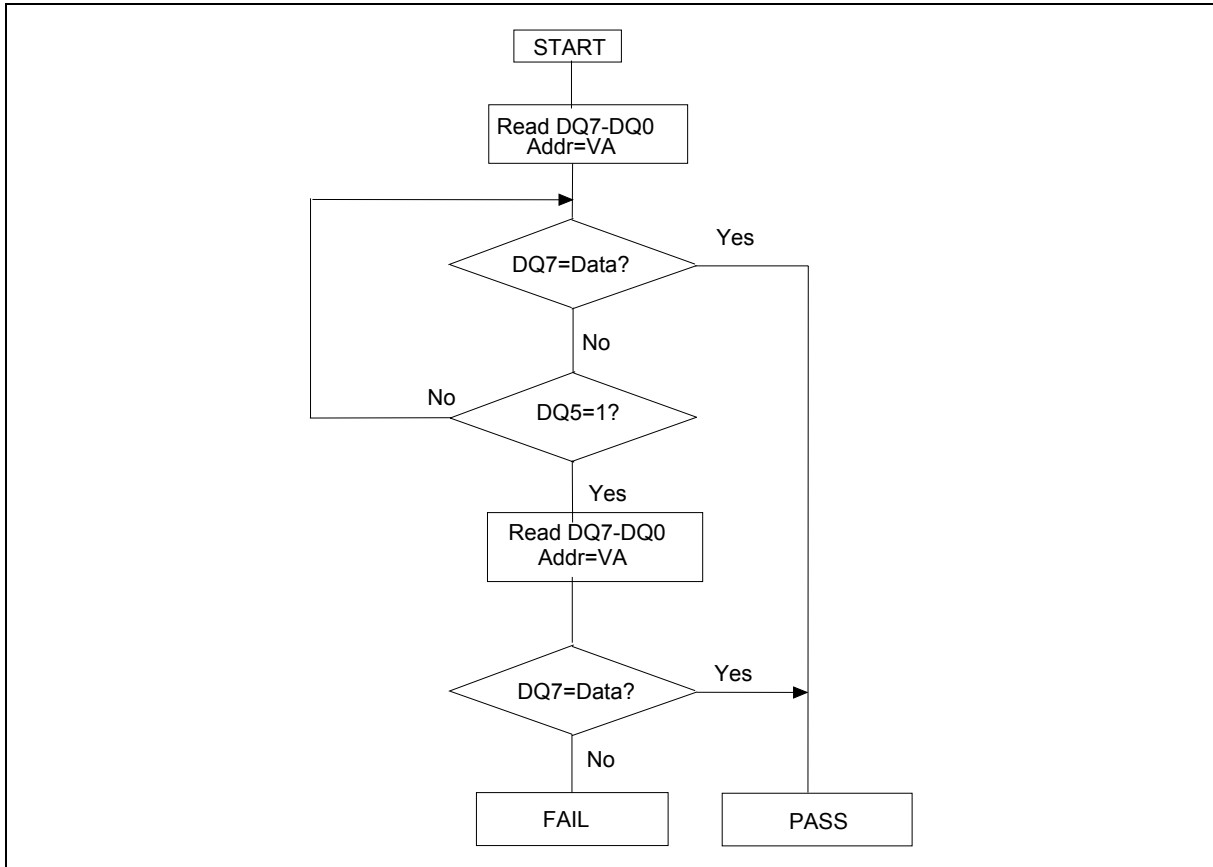 START
Read DQ7-DQ0
Addr=VA
Yes
DQ7=Data?
No
No
DQ5=1?
Yes
Read DQ7-DQ0
Addr=VA
Yes
DQ7=Data?
No
FAIL
PASS